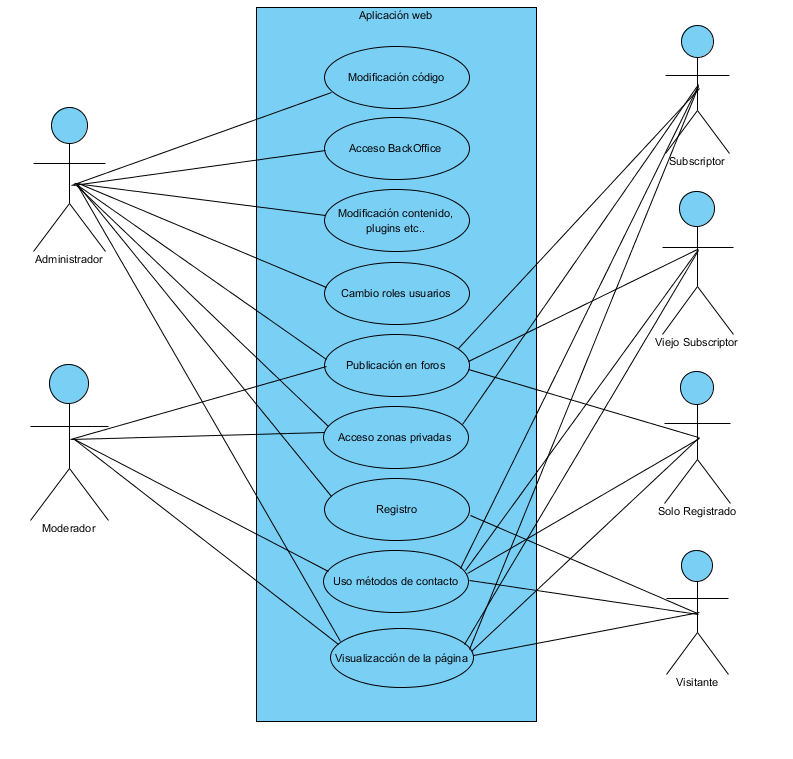 Aplicación web
Modificación código
Acceso BackOffice
Modificación contenido,
plugins etc..
Cambio roles usuarios
Publicación en foros
Acceso zonas privadas
Registro
Uso métodos de contacto
Visualizacción de la página
Administrador
Moderador
Subscriptor
Viejo Subscriptor
Solo Registrado
Visitante